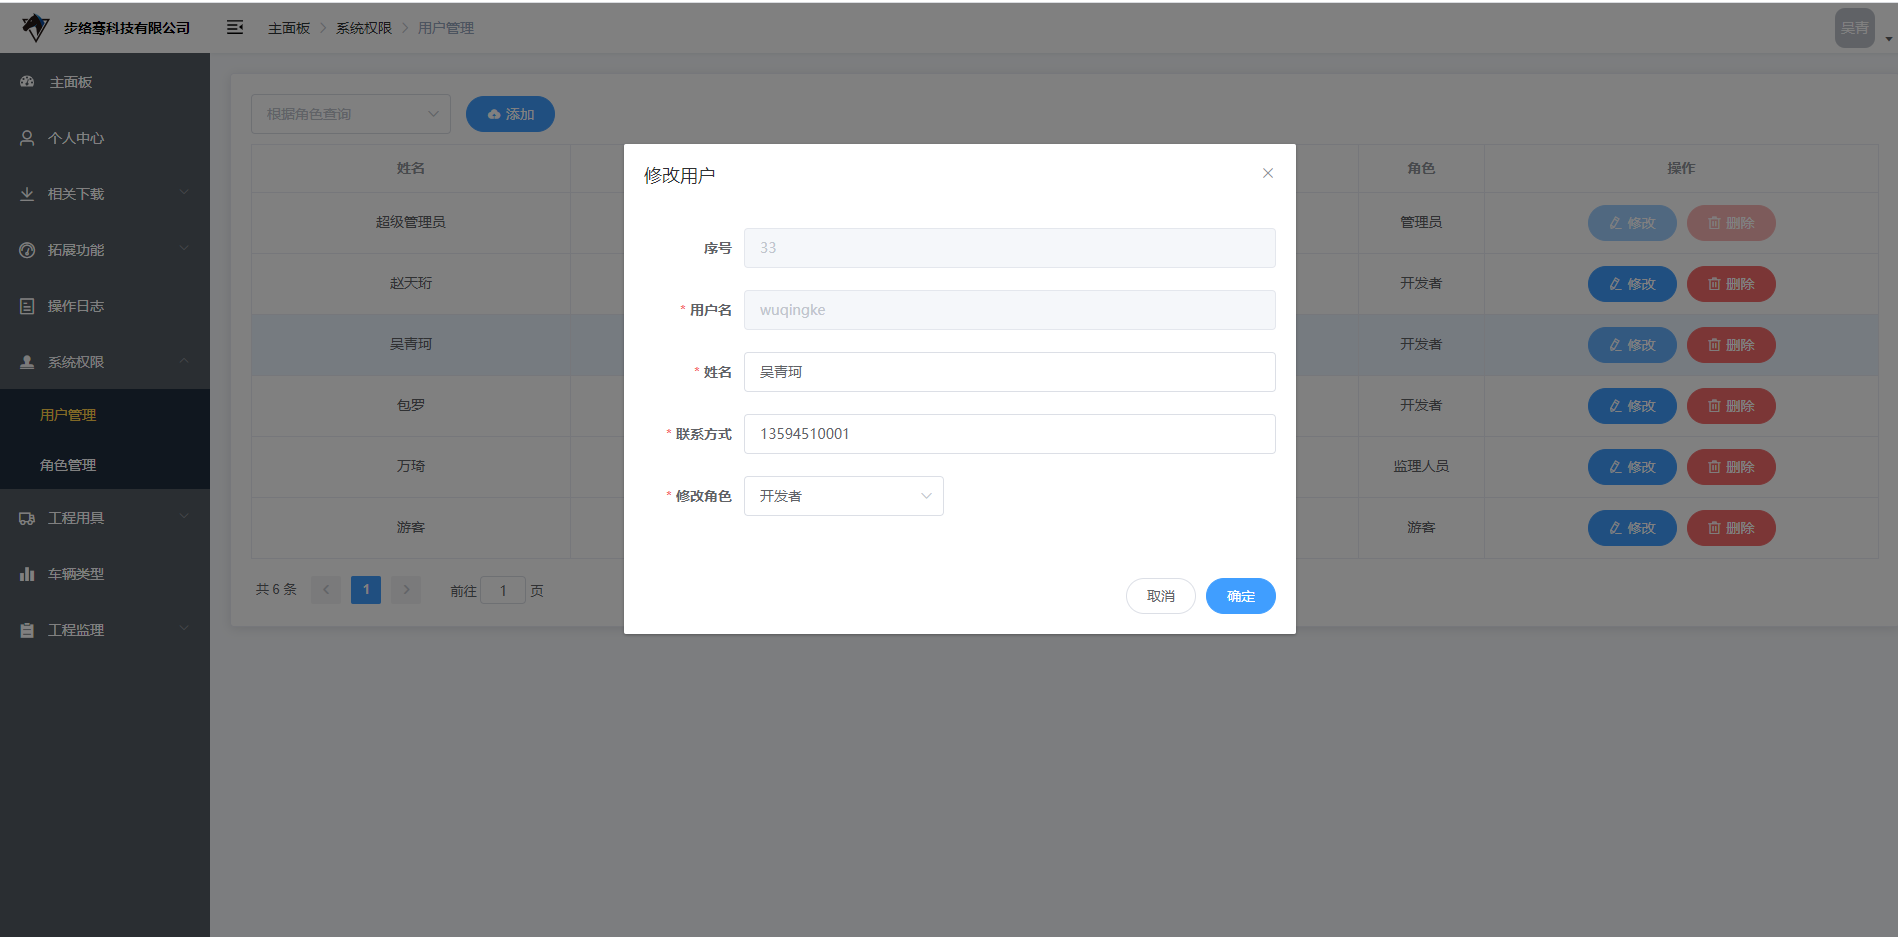 步络骞科技有限公司
主面板 > 系统权限 > 用户管理
吴青
主面板
个人中心
相关下载
拓展功能
操作日志
系统权限
用户管理
角色管理
工程用具
车辆类型
工程监理
根据角色查询
添加
姓名 角色 操作
超级管理员 管理员 修改 删除
赵天珩 开发者 修改 删除
吴青珂 开发者 修改 删除
包罗 开发者 修改 删除
万琦 监理人员 修改 删除
游客 游客 修改 删除
共 6 条 1 前往 1 页
修改用户
序号 33
* 用户名 wuqingke
* 姓名 吴青珂
* 联系方式 13594510001
* 修改角色 开发者
取消 确定